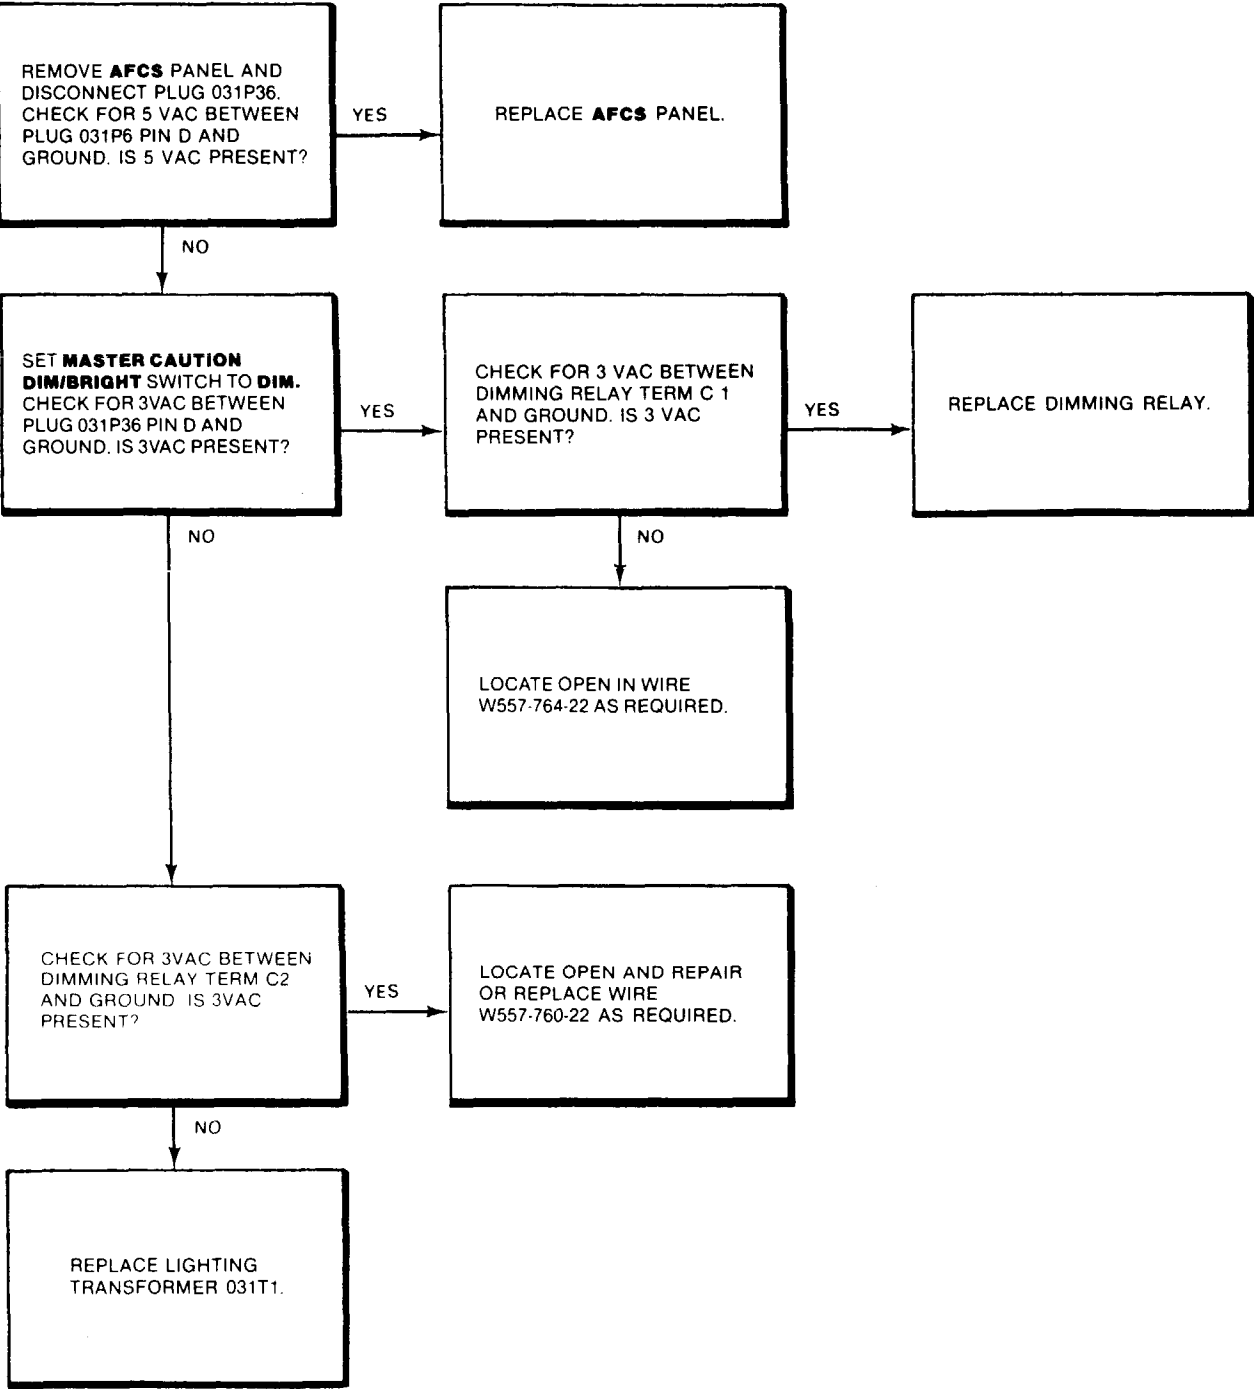 REMOVE AFCS PANEL AND
DISCONNECT PLUG 031P36.
CHECK FOR 5 VAC BETWEEN
PLUG 031P6 PIN D AND
GROUND. IS 5 VAC PRESENT?
YES
REPLACE AFCS PANEL.
NO
SET MASTER CAUTION
DIM/BRIGHT SWITCH TO DIM.
CHECK FOR 3VAC BETWEEN
PLUG 031P36 PIN D AND
GROUND. IS 3VAC PRESENT?
YES
CHECK FOR 3 VAC BETWEEN
DIMMING RELAY TERM C 1
AND GROUND. IS 3 VAC
PRESENT?
YES
REPLACE DIMMING RELAY.
NO
NO
LOCATE OPEN IN WIRE
W557-764-22 AS REQUIRED.
CHECK FOR 3VAC BETWEEN
DIMMING RELAY TERM C2
AND GROUND IS 3VAC
PRESENT?
YES
LOCATE OPEN AND REPAIR
OR REPLACE WIRE
W557-760-22 AS REQUIRED.
NO
REPLACE LIGHTING
TRANSFORMER 031T1.